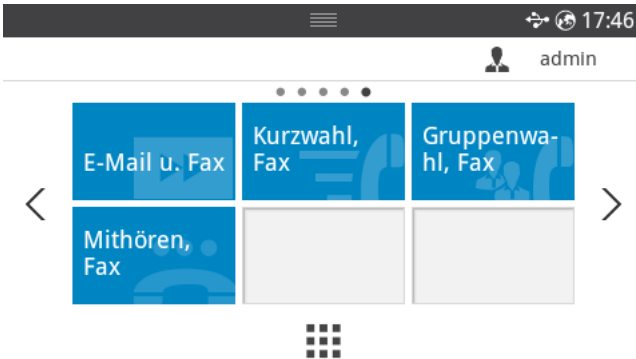 17:46
admin
E-Mail u. Fax
Kurzwahl,
Fax
Gruppenwa-
hl, Fax
Mithören,
Fax